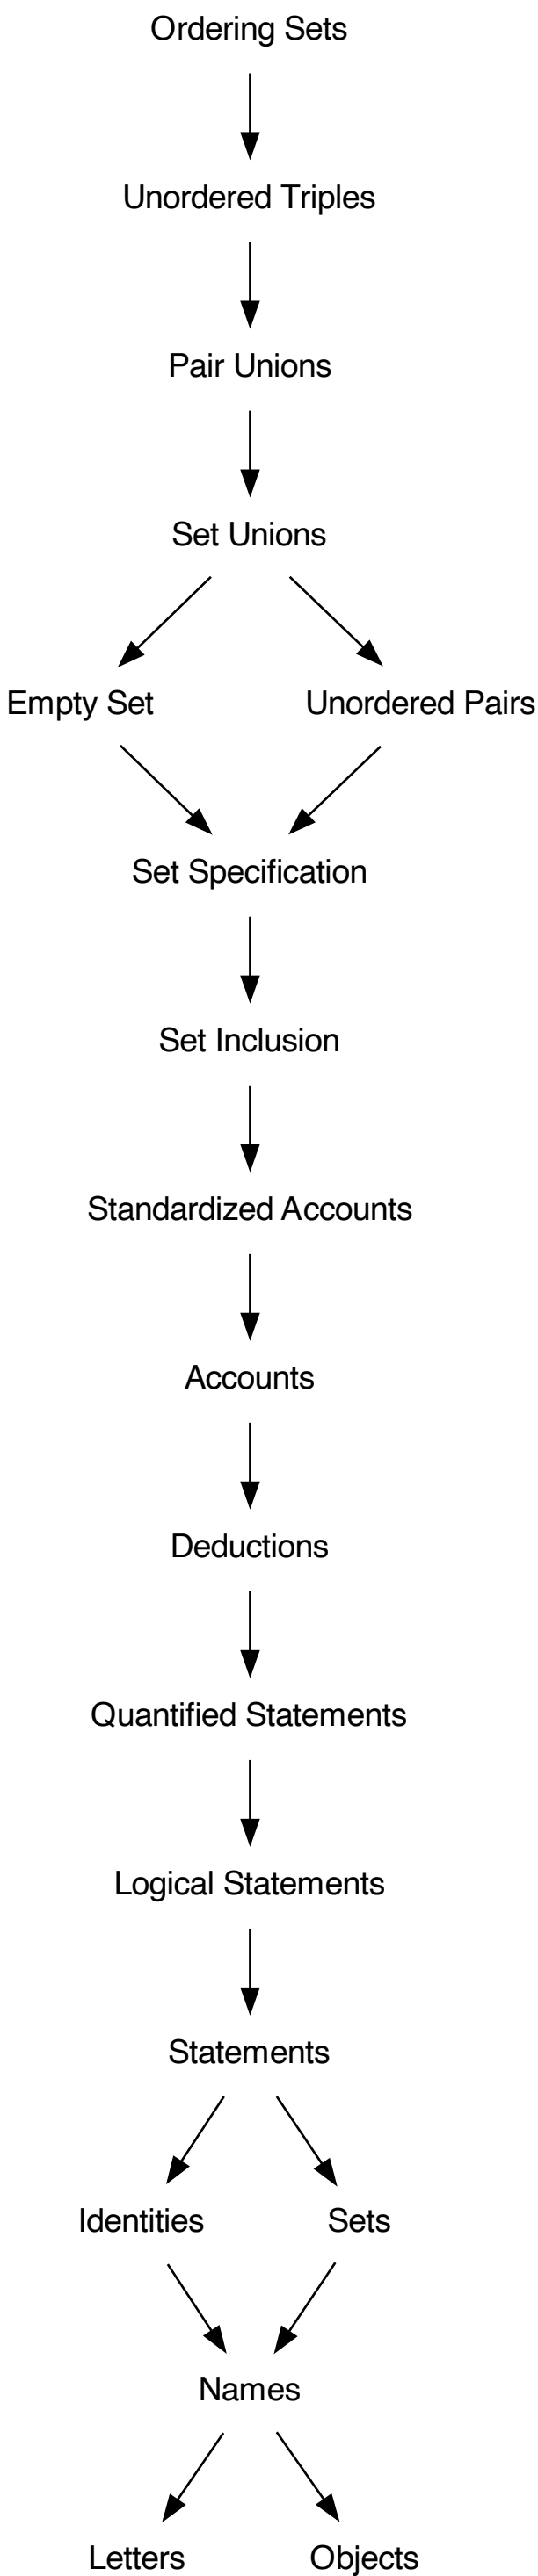 Ordering Sets
Unordered Triples
Pair Unions
Set Unions
Empty Set
Unordered Pairs
Set Specification
Set Inclusion
Standardized Accounts
Accounts
Deductions
Quantified Statements
Logical Statements
Statements
Identities
Sets
Names
Letters
Objects